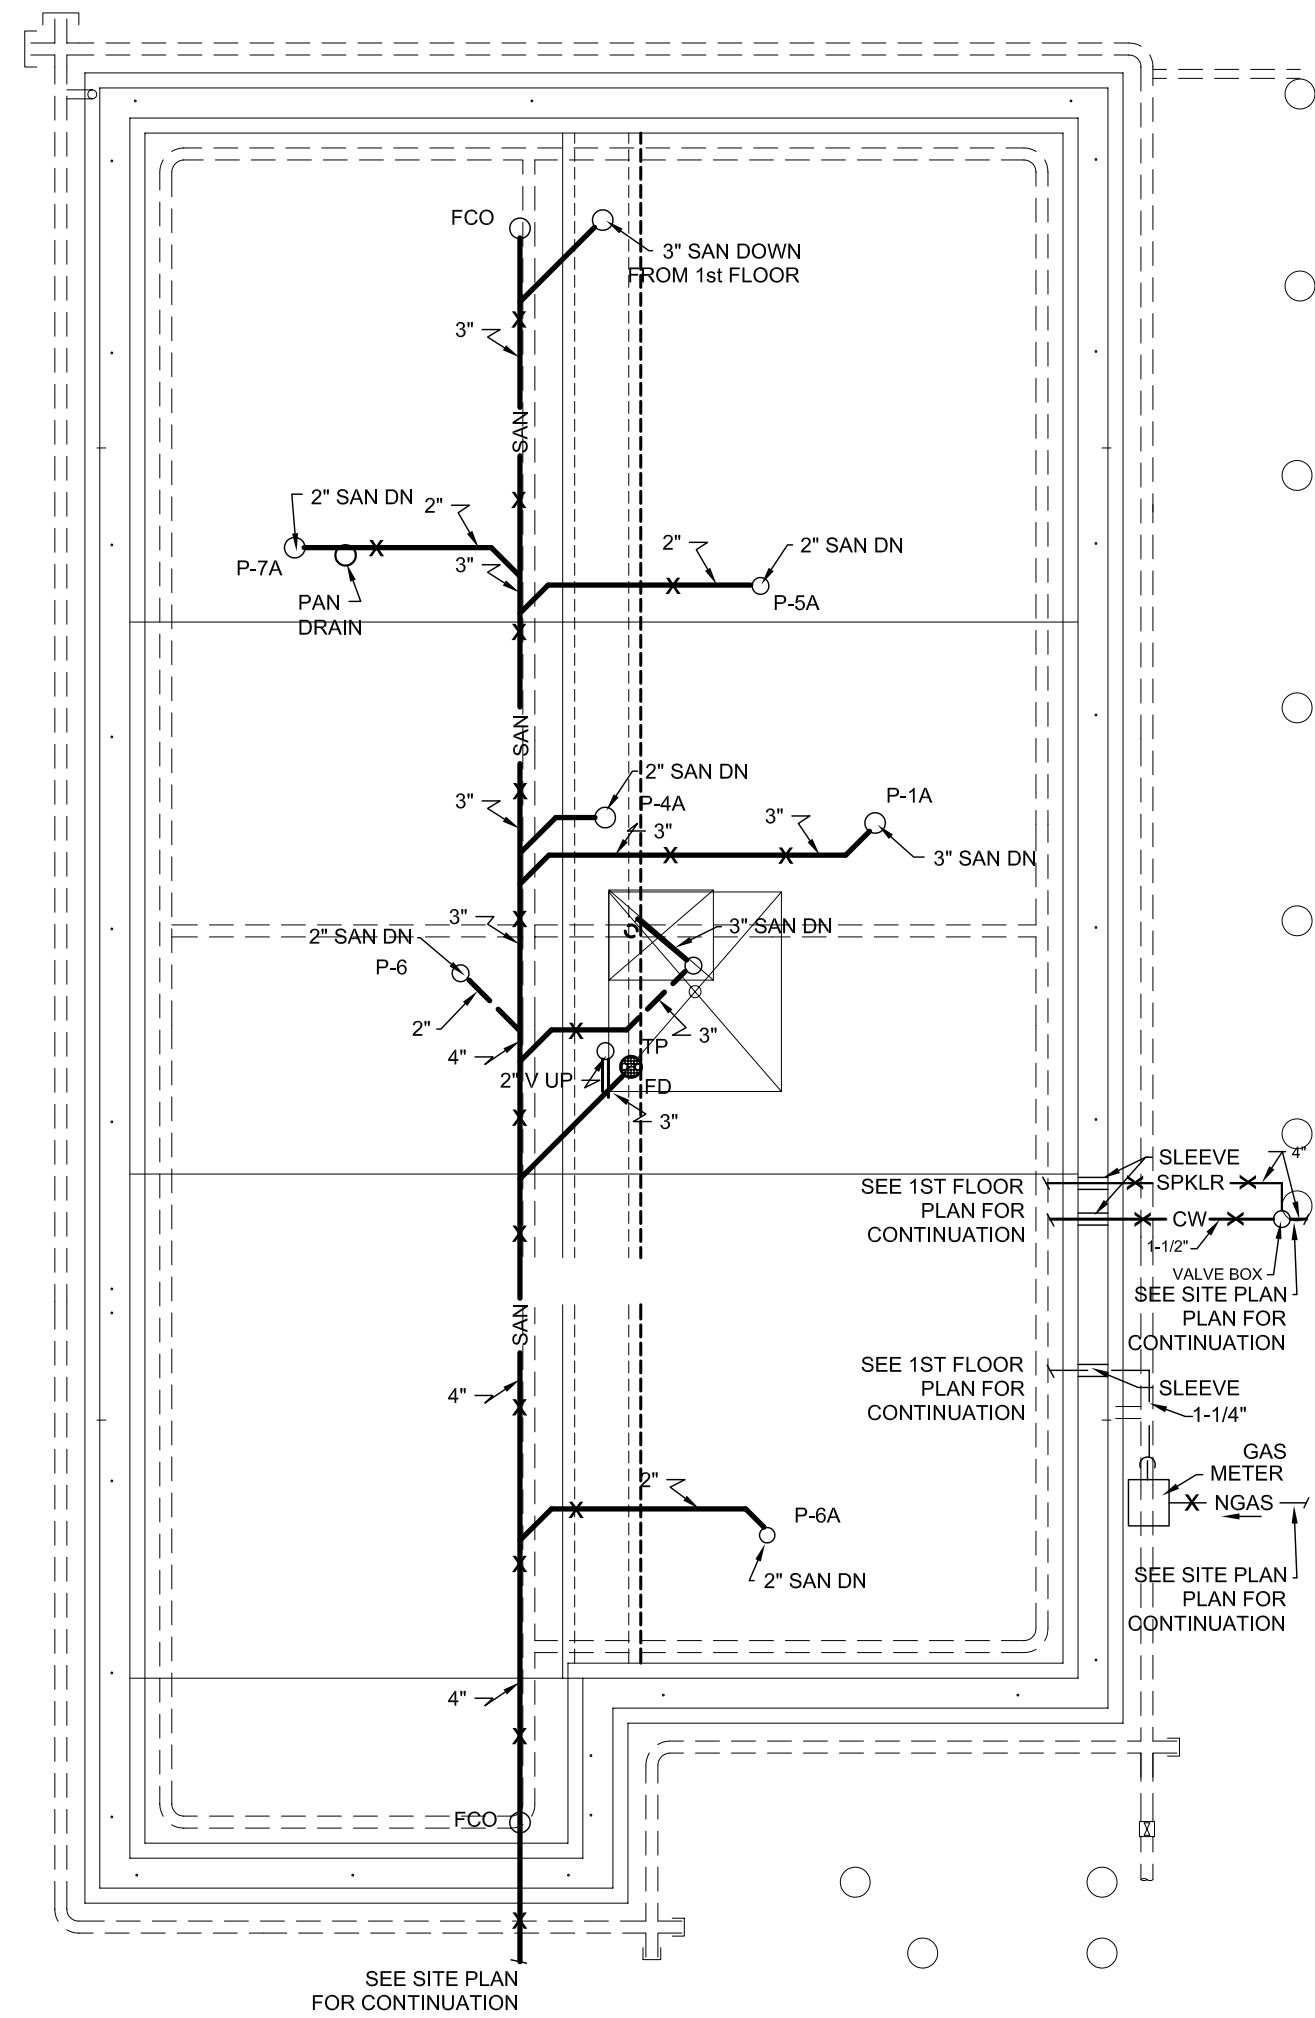 FCO
3" SAN DOWN
FROM 1st FLOOR
3"
SAN
2" SAN DN
2"
P-7A
3"
PAN
DRAIN
2"
2" SAN DN
P-5A
SAN
2" SAN DN
P-4A
3"
3"
3"
P-1A
3" SAN DN
3"
2" SAN DN
P-6
3" SAN DN
2"
4"
3"
TP
2" V UP
FD
3"
SEE 1ST FLOOR
PLAN FOR
CONTINUATION
SLEEVE
4"
SPKLR
CW
1-1/2"
VALVE BOX
SEE SITE PLAN
PLAN FOR
CONTINUATION
SAN
4"
SEE 1ST FLOOR
PLAN FOR
CONTINUATION
SLEEVE
1-1/4"
GAS
METER
NGAS
2"
P-6A
2" SAN DN
SEE SITE PLAN
PLAN FOR
CONTINUATION
4"
FCO
SEE SITE PLAN
FOR CONTINUATION